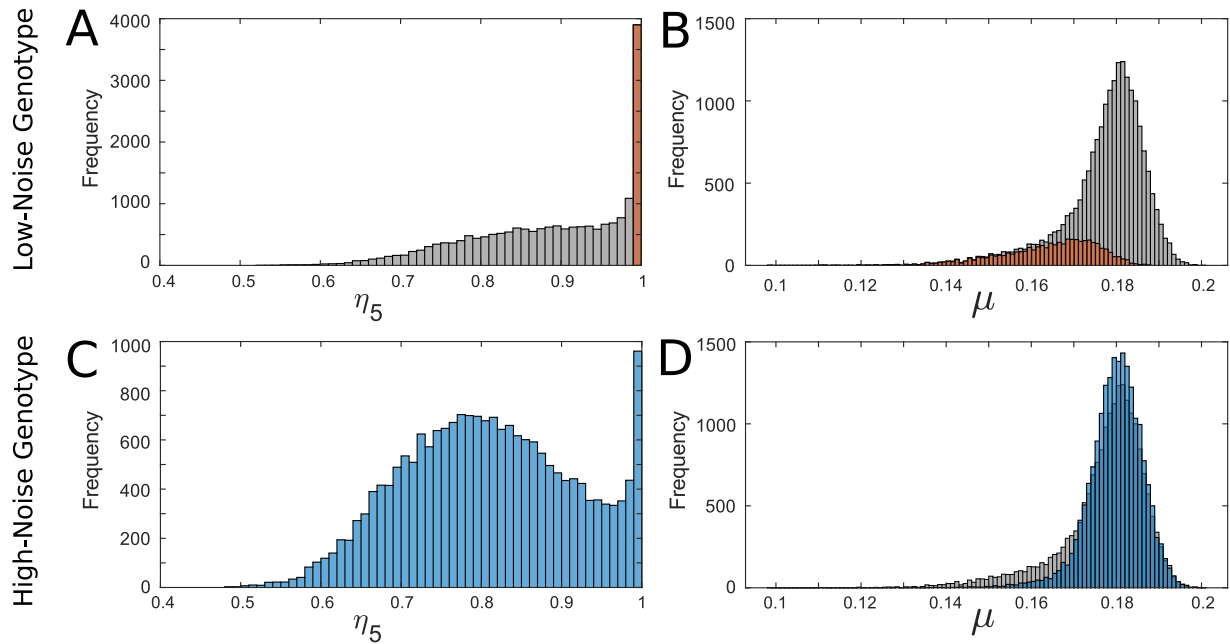 Low-Noise Genotype
A
4000
3000
2000
1000
0
Frequency
0.4 0.5 0.6 0.7 0.8 0.9 1
η5
B
1500
1000
500
0
Frequency
0.1 0.12 0.14 0.16 0.18 0.2
μ
High-Noise Genotype
C
1000
800
600
400
200
0
Frequency
0.4 0.5 0.6 0.7 0.8 0.9 1
η5
D
1500
1000
500
0
Frequency
0.1 0.12 0.14 0.16 0.18 0.2
μ